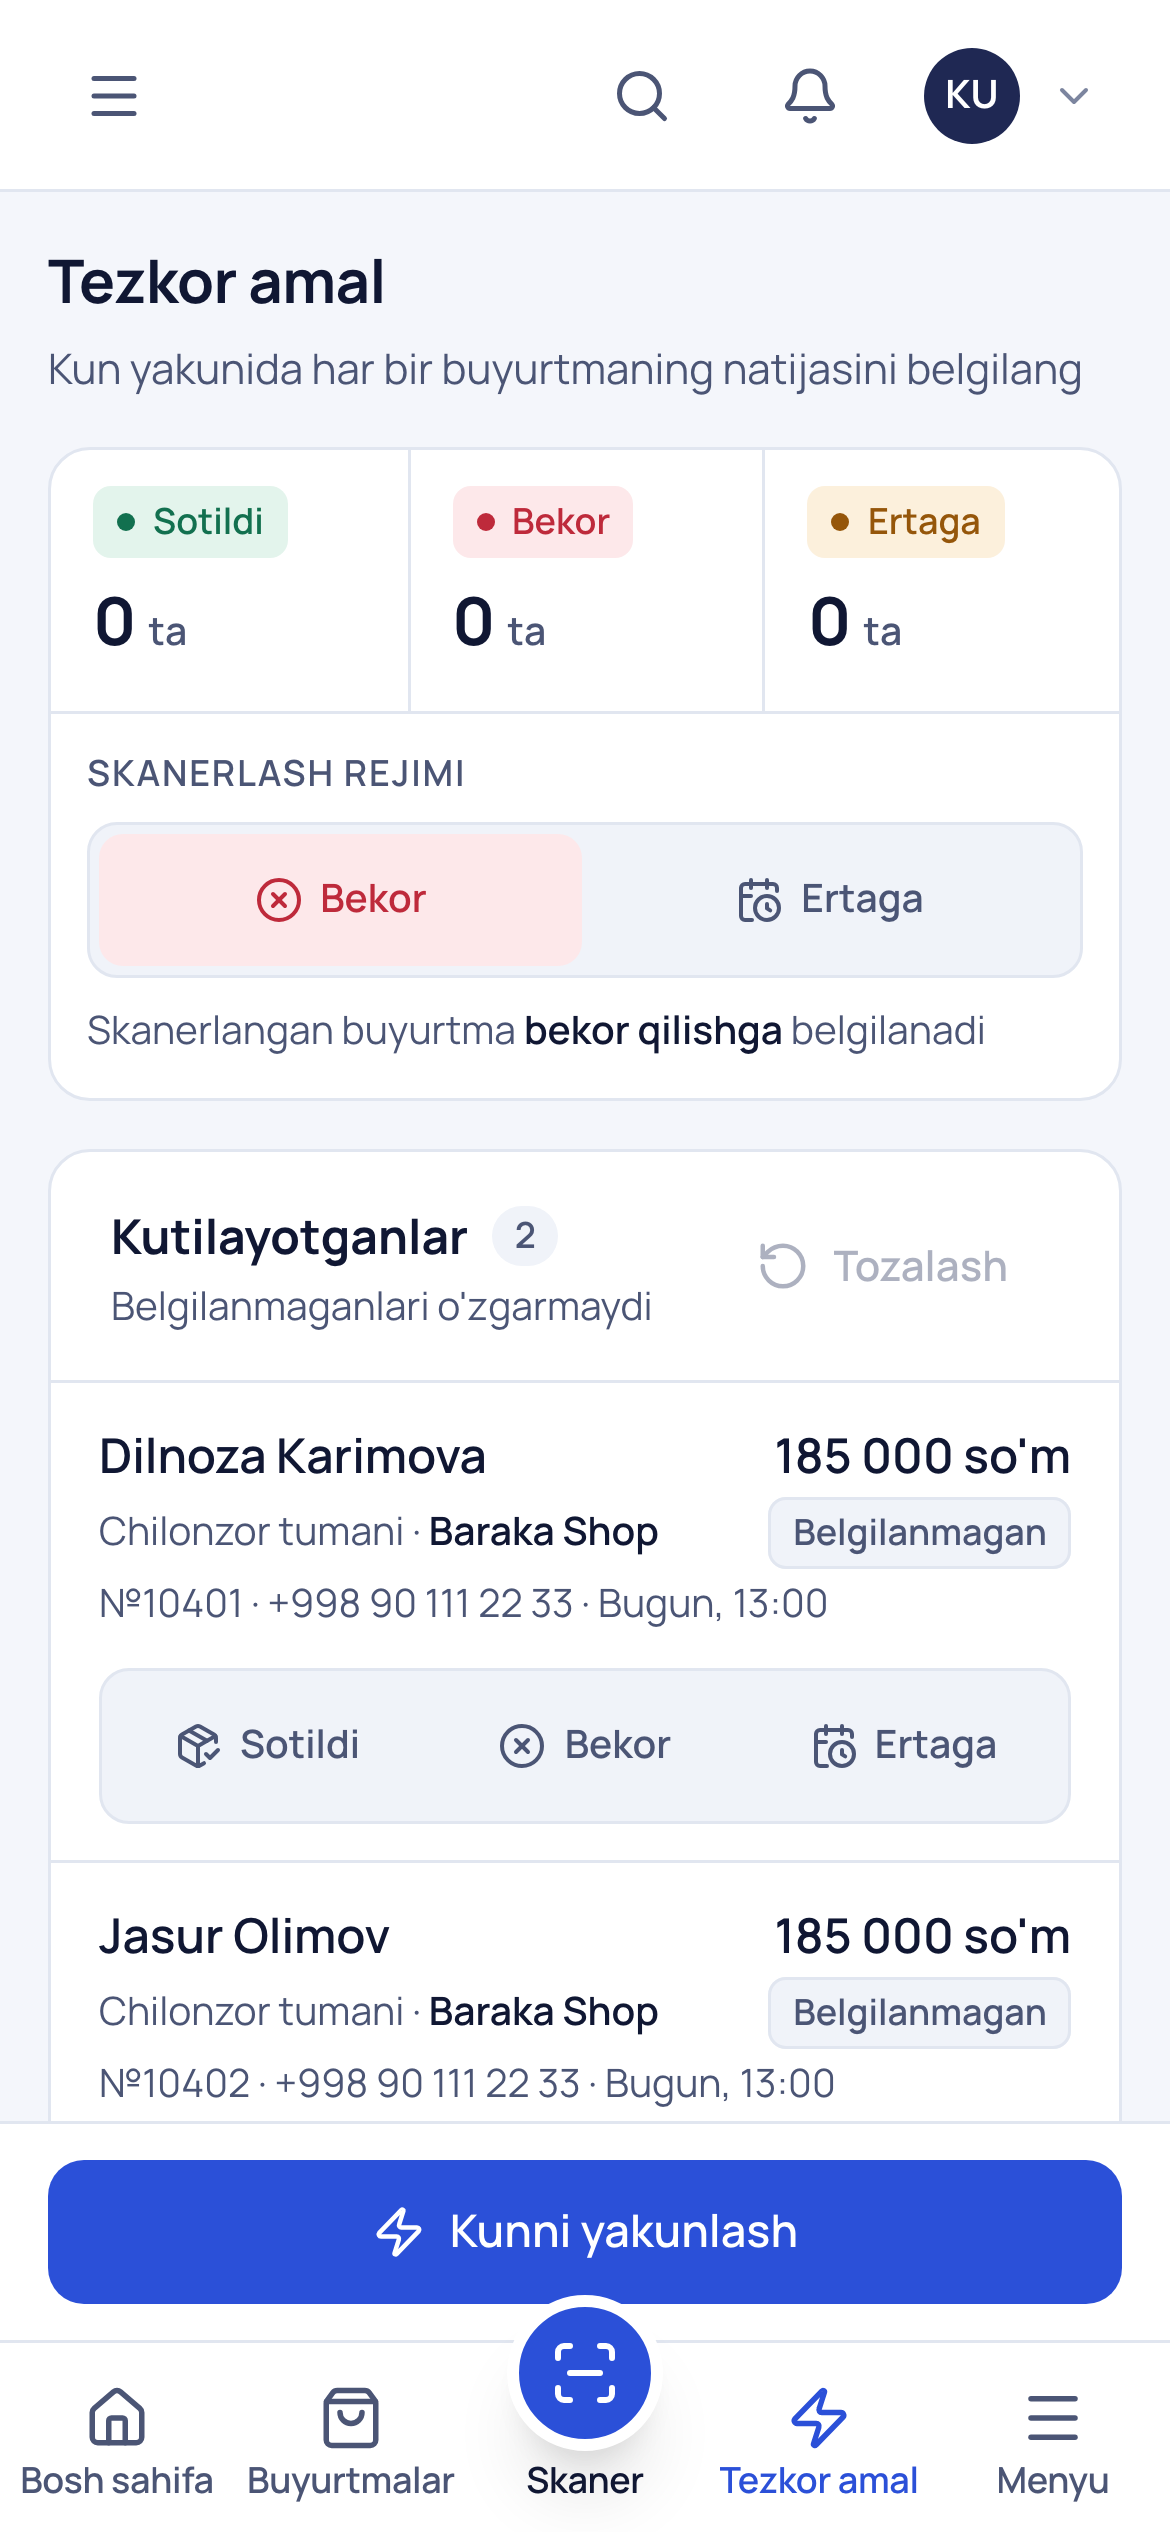 KU
Tezkor amal
Kun yakunida har bir buyurtmaning natijasini belgilang
Sotildi Bekor Ertaga
0 ta 0 ta 0 ta
SKANERLASH REJIMI
Bekor Ertaga
Skanerlangan buyurtma bekor qilishga belgilanadi
Kutilayotganlar 2
Tozalash
Belgilanmaganlari o'zgarmaydi
Dilnoza Karimova 185 000 so'm
Chilonzor tumani · Baraka Shop Belgilanmagan
№10401 · +998 90 111 22 33 · Bugun, 13:00
Sotildi Bekor Ertaga
Jasur Olimov 185 000 so'm
Chilonzor tumani · Baraka Shop Belgilanmagan
№10402 · +998 90 111 22 33 · Bugun, 13:00
Kunni yakunlash
Bosh sahifa Buyurtmalar Skaner Tezkor amal Menyu